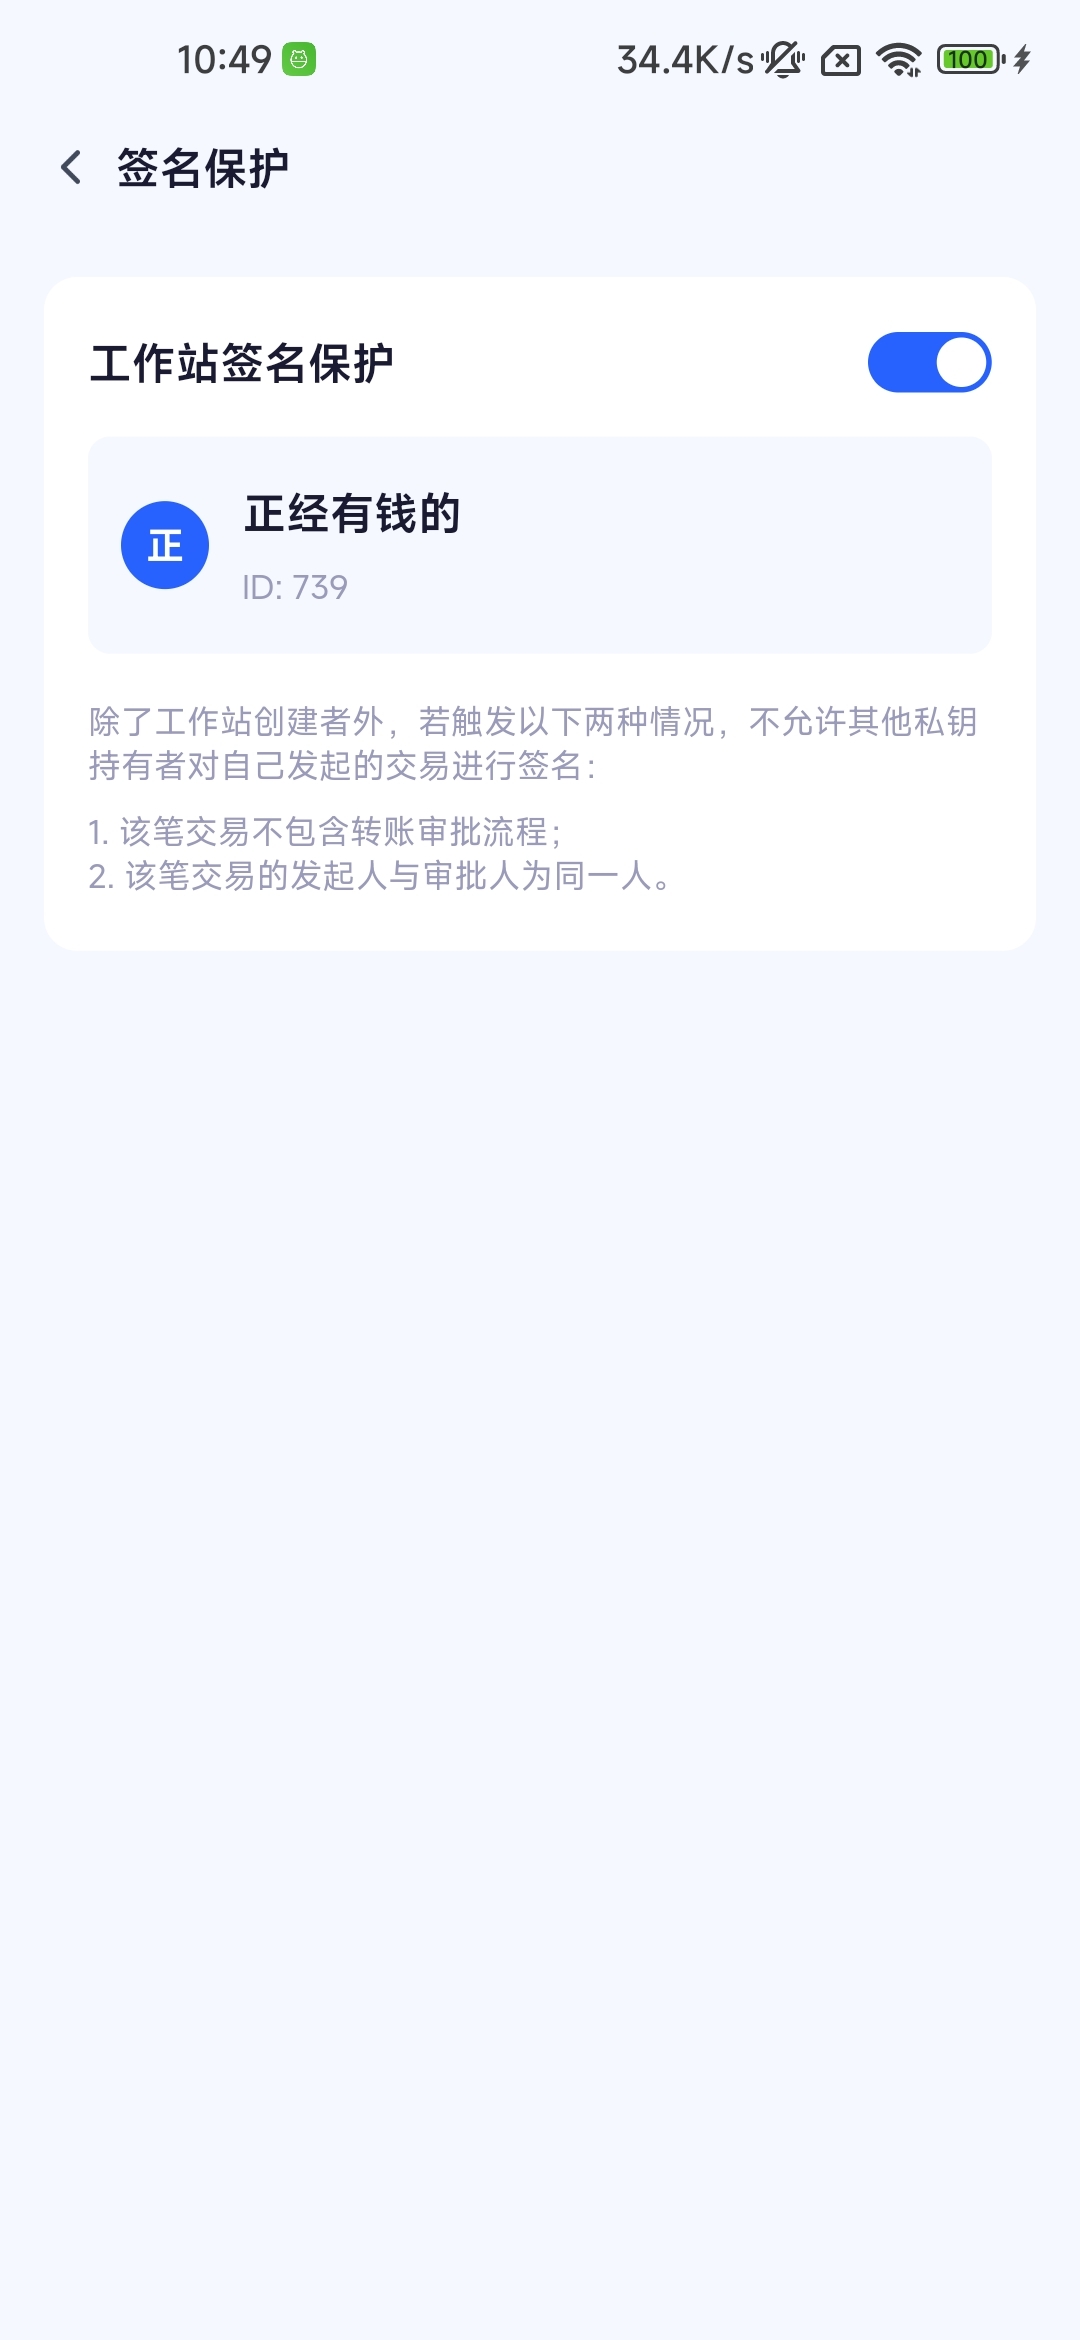 10:49
34.4K/s
100
签名保护
工作站签名保护
正
正经有钱的
ID: 739
除了工作站创建者外，若触发以下两种情况，不允许其他私钥
持有者对自己发起的交易进行签名：
1. 该笔交易不包含转账审批流程；
2. 该笔交易的发起人与审批人为同一人。